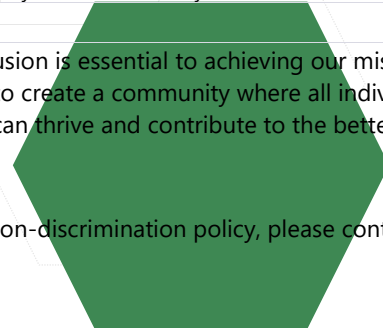 usion is essential to achieving our mis
o create a community where all indiv
can thrive and contribute to the bette
on-discrimination policy, please cont